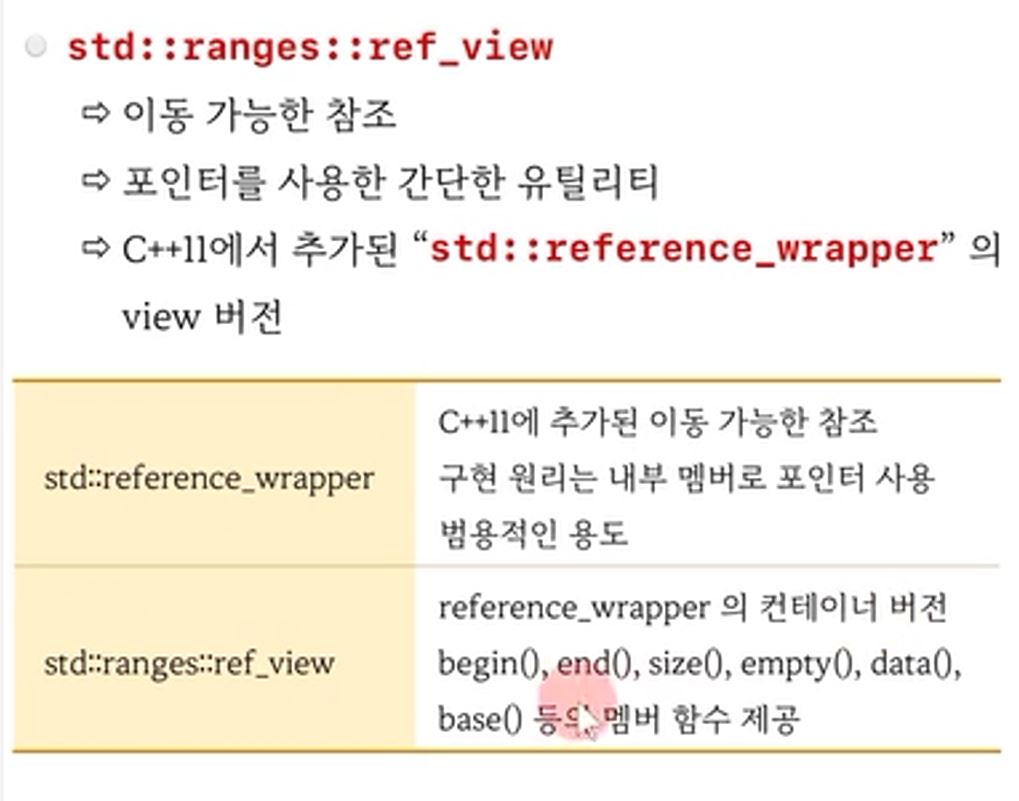 std::ranges::ref_view
⇨ 이동 가능한 참조
⇨ 포인터를 사용한 간단한 유틸리티
⇨ C++11에서 추가된 “std::reference_wrapper” 의
view 버전
C++11에 추가된 이동 가능한 참조
std::reference_wrapper
구현 원리는 내부 멤버로 포인터 사용
범용적인 용도
reference_wrapper 의 컨테이너 버전
std::ranges::ref_view
begin(), end(), size(), empty(), data(),
base() 등의 멤버 함수 제공